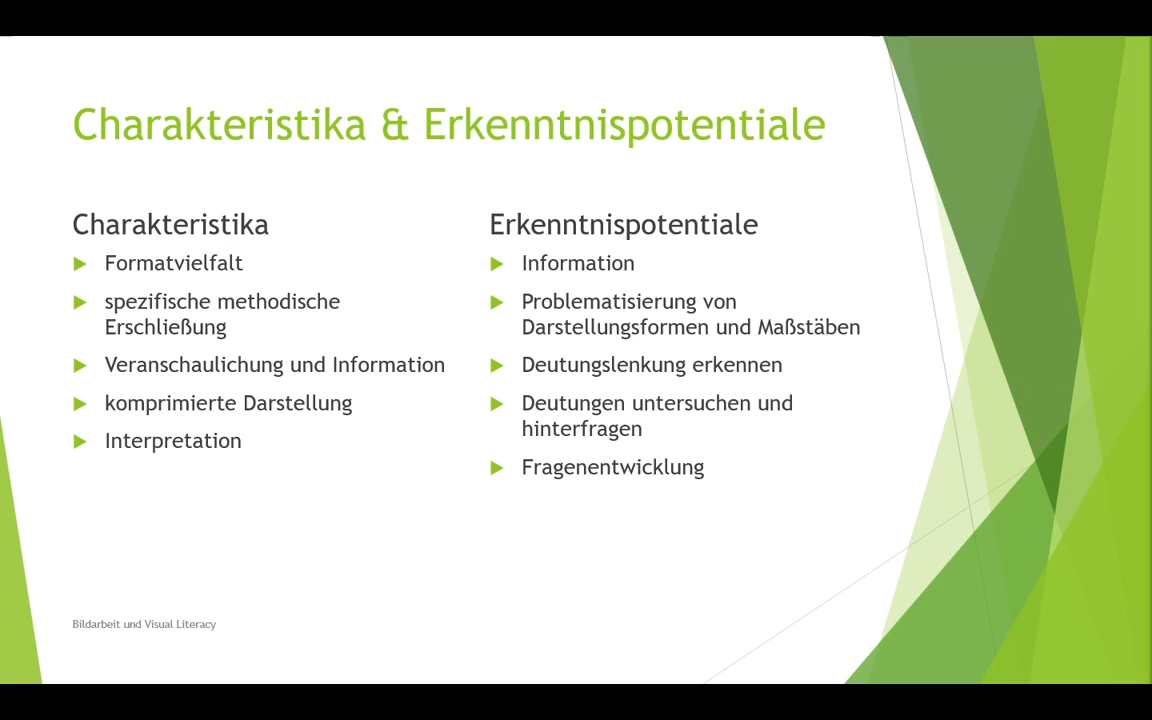 Charakteristika & Erkenntnispotentiale
Charakteristika
Formatvielfalt
spezifische methodische
Erschließung
Veranschaulichung und Information
komprimierte Darstellung
Interpretation
Erkenntnispotentiale
Information
Problematisierung von
Darstellungsformen und Maßstäben
Deutungslenkung erkennen
Deutungen untersuchen und
hinterfragen
Fragenentwicklung
Bildarbeit und Visual Literacy